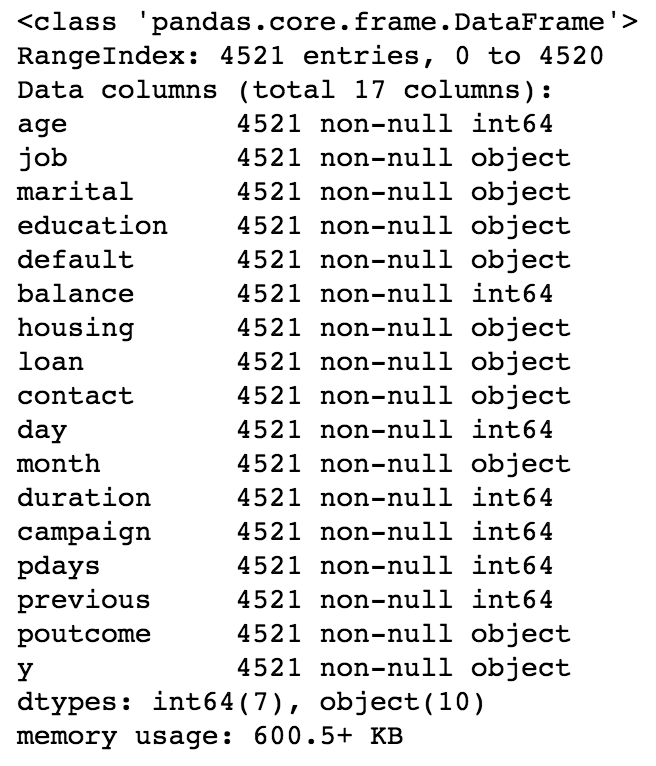 <class 'pandas.core.frame.DataFrame'>
RangeIndex: 4521 entries, 0 to 4520
Data columns (total 17 columns):
age          4521 non-null int64
job          4521 non-null object
marital      4521 non-null object
education    4521 non-null object
default      4521 non-null object
balance      4521 non-null int64
housing      4521 non-null object
loan         4521 non-null object
contact      4521 non-null object
day          4521 non-null int64
month        4521 non-null object
duration     4521 non-null int64
campaign     4521 non-null int64
pdays        4521 non-null int64
previous     4521 non-null int64
poutcome     4521 non-null object
y            4521 non-null object
dtypes: int64(7), object(10)
memory usage: 600.5+ KB